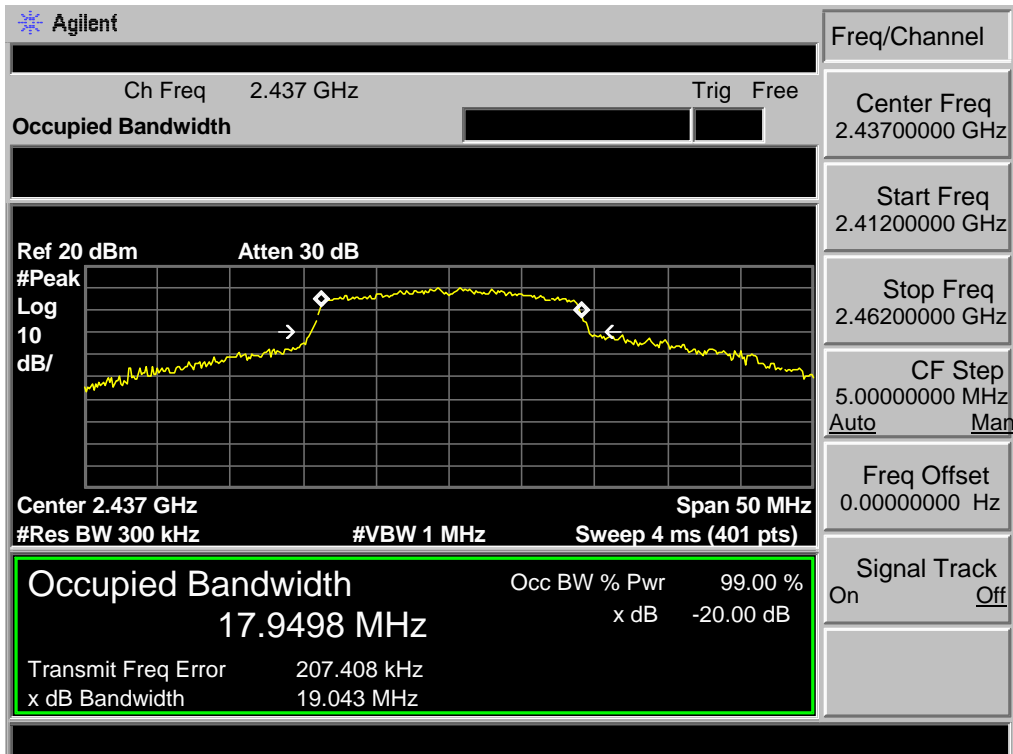 Agilent
Freq/Channel
Ch Freq 2.437 GHz Trig Free
Occupied Bandwidth
Center Freq
2.43700000 GHz
Start Freq
2.41200000 GHz
Ref 20 dBm Atten 30 dB
#Peak
Log
10
dB/
Stop Freq
2.46200000 GHz
CF Step
5.00000000 MHz
Auto Man
Freq Offset
0.00000000 Hz
Center 2.437 GHz Span 50 MHz
#Res BW 300 kHz #VBW 1 MHz Sweep 4 ms (401 pts)
Signal Track
On Off
Occupied Bandwidth Occ BW % Pwr 99.00 %
17.9498 MHz x dB -20.00 dB
Transmit Freq Error 207.408 kHz
x dB Bandwidth 19.043 MHz